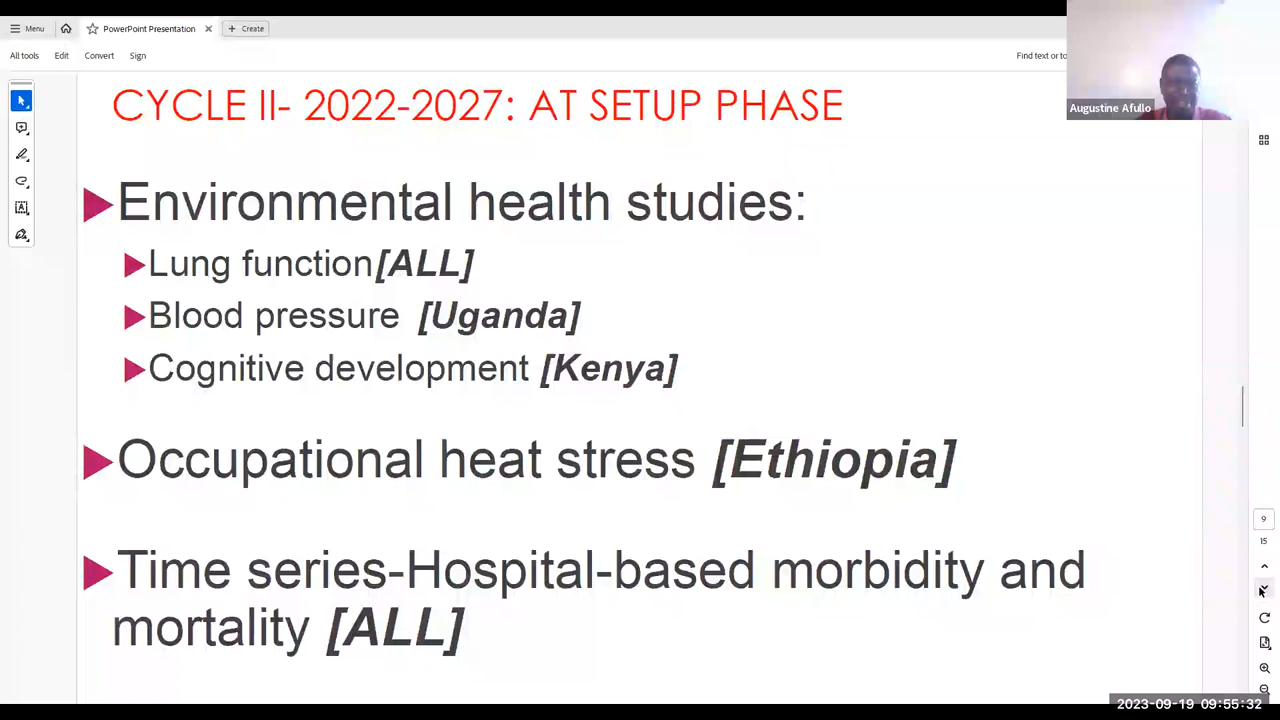 Menu
PowerPoint Presentation
Create
All tools
Edit
Convert
Sign
Find text or to
Augustine Afullo
CYCLE II- 2022-2027: AT SETUP PHASE
Environmental health studies:
Lung function[ALL]
Blood pressure [Uganda]
Cognitive development [Kenya]
Occupational heat stress [Ethiopia]
Time series-Hospital-based morbidity and
mortality [ALL]
9
15
2023-09-19 09:55:32